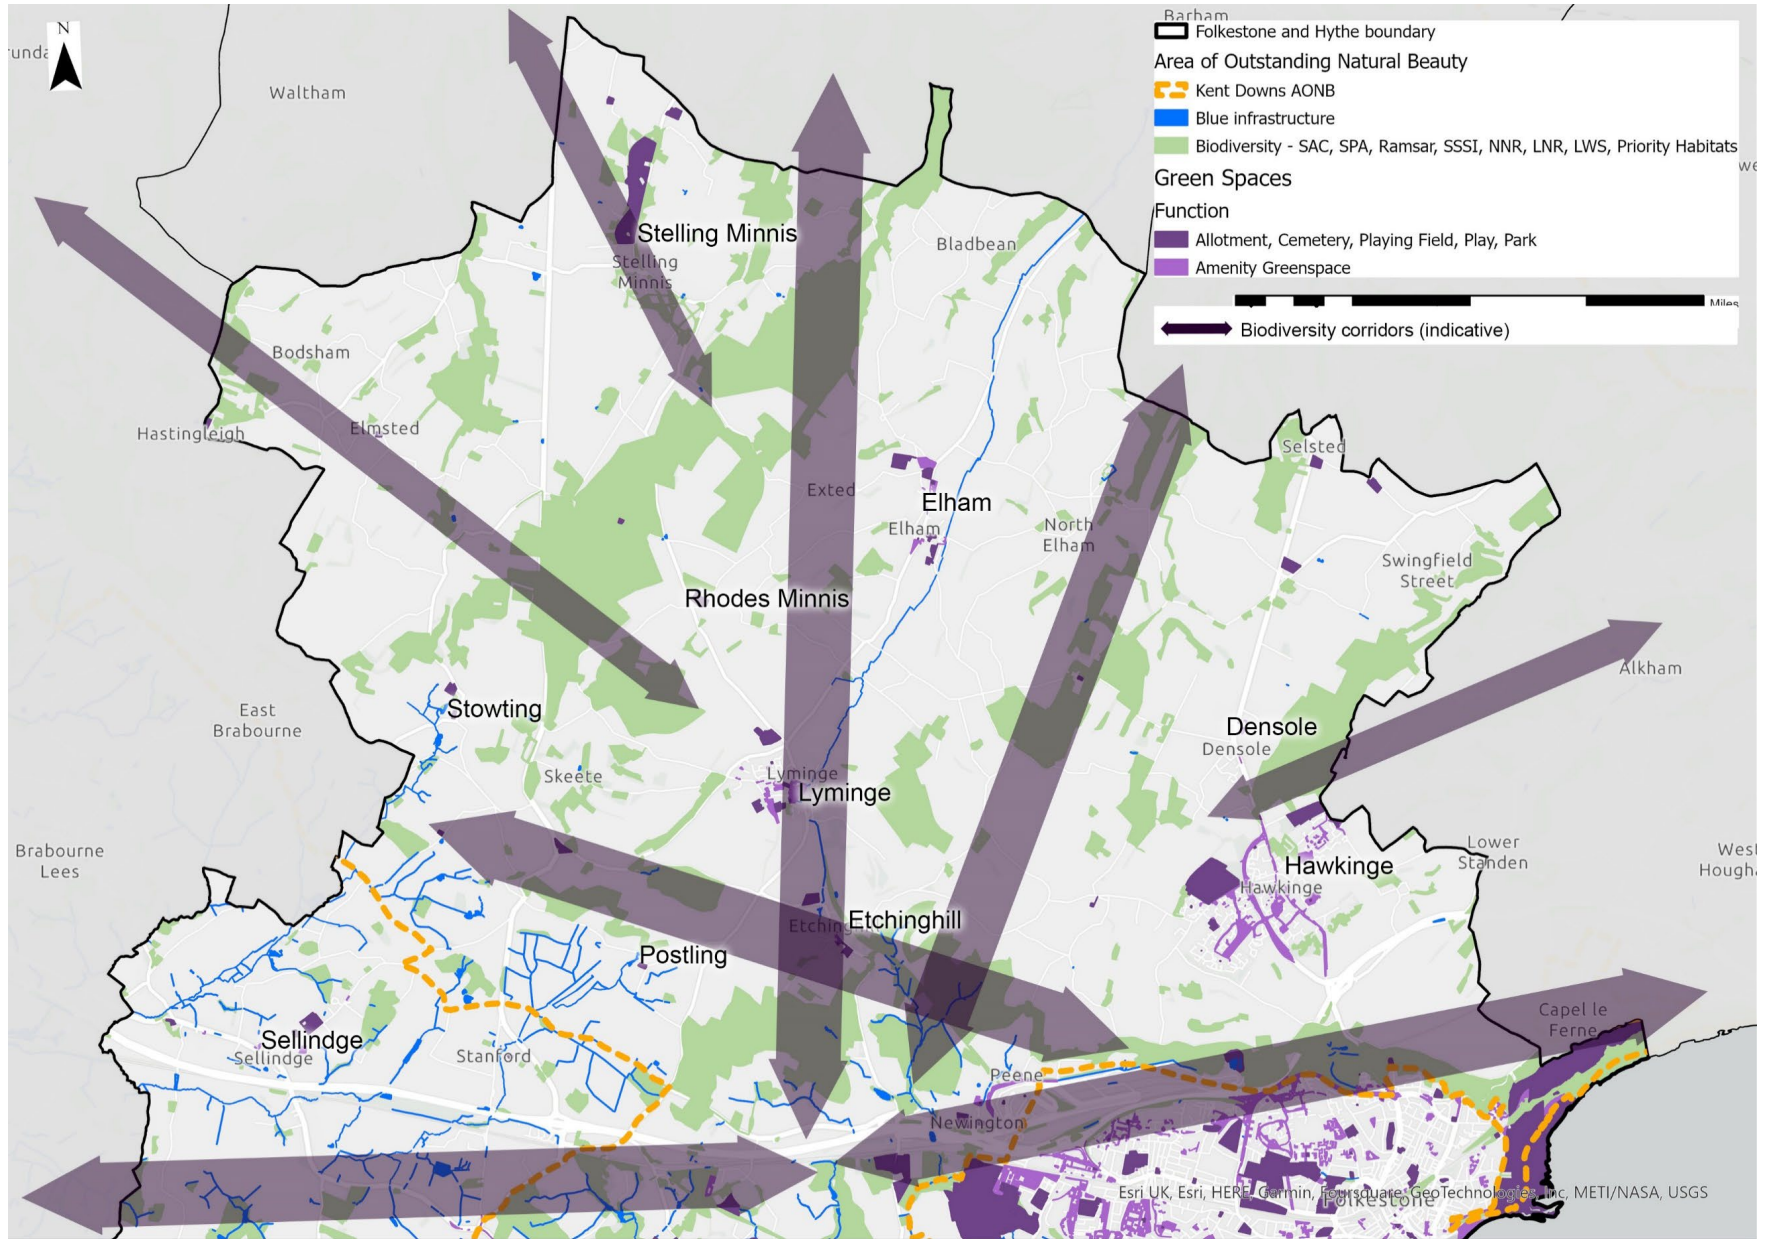 N
Barham
Waltham
Folkestone and Hythe boundary
Area of Outstanding Natural Beauty
Kent Downs AONB
Blue infrastructure
Biodiversity - SAC, SPA, Ramsar, SSSI, NNR, LNR, LWS, Priority Habitats
Green Spaces
Function
Allotment, Cemetery, Playing Field, Play, Park
Amenity Greenspace
Miles
Biodiversity corridors (indicative)
Stelling Minnis
Stelling
Minnis
Bladbean
Bodsham
Elmsted
Hastingleigh
Selsted
Exted
Elham
Elham
North
Elham
Swingfield
Street
Rhodes Minnis
Alkham
Stowting
East
Brabourne
Densole
Densole
Skeete
Lyminge
Lyminge
Brabourne
Lees
Lower
Standen
Hawkinge
Hawkinge
Etchinghill
Postling
Capel le
Ferne
Sellindge
Sellindge
Stanford
Peene
Newington
Esri UK, Esri, HERE, Garmin, Foursquare, GeoTechnologies, Inc, METI/NASA, USGS
Folkestone